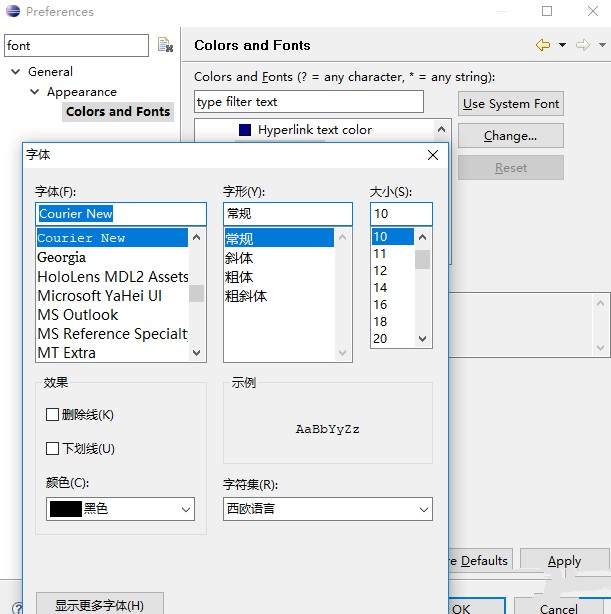 Preferences
font
General
Appearance
Colors and Fonts
Colors and Fonts
Colors and Fonts (? = any character, * = any string):
type filter text
Use System Font
Hyperlink text color
Change...
Reset
字体
字体(F):
Courier New
Courier New
Georgia
HoloLens MDL2 Assets
Microsoft YaHei UI
MS Outlook
MS Reference Specialt
MT Extra
字形(Y):
常规
常规
斜体
粗体
粗斜体
大小(S):
10
10
11
12
14
16
18
20
效果
删除线(K)
下划线(U)
颜色(C):
黑色
示例
AaBbYyZz
字符集(R):
西欧语言
显示更多字体(H)
Defaults
Apply
OK
Cancel